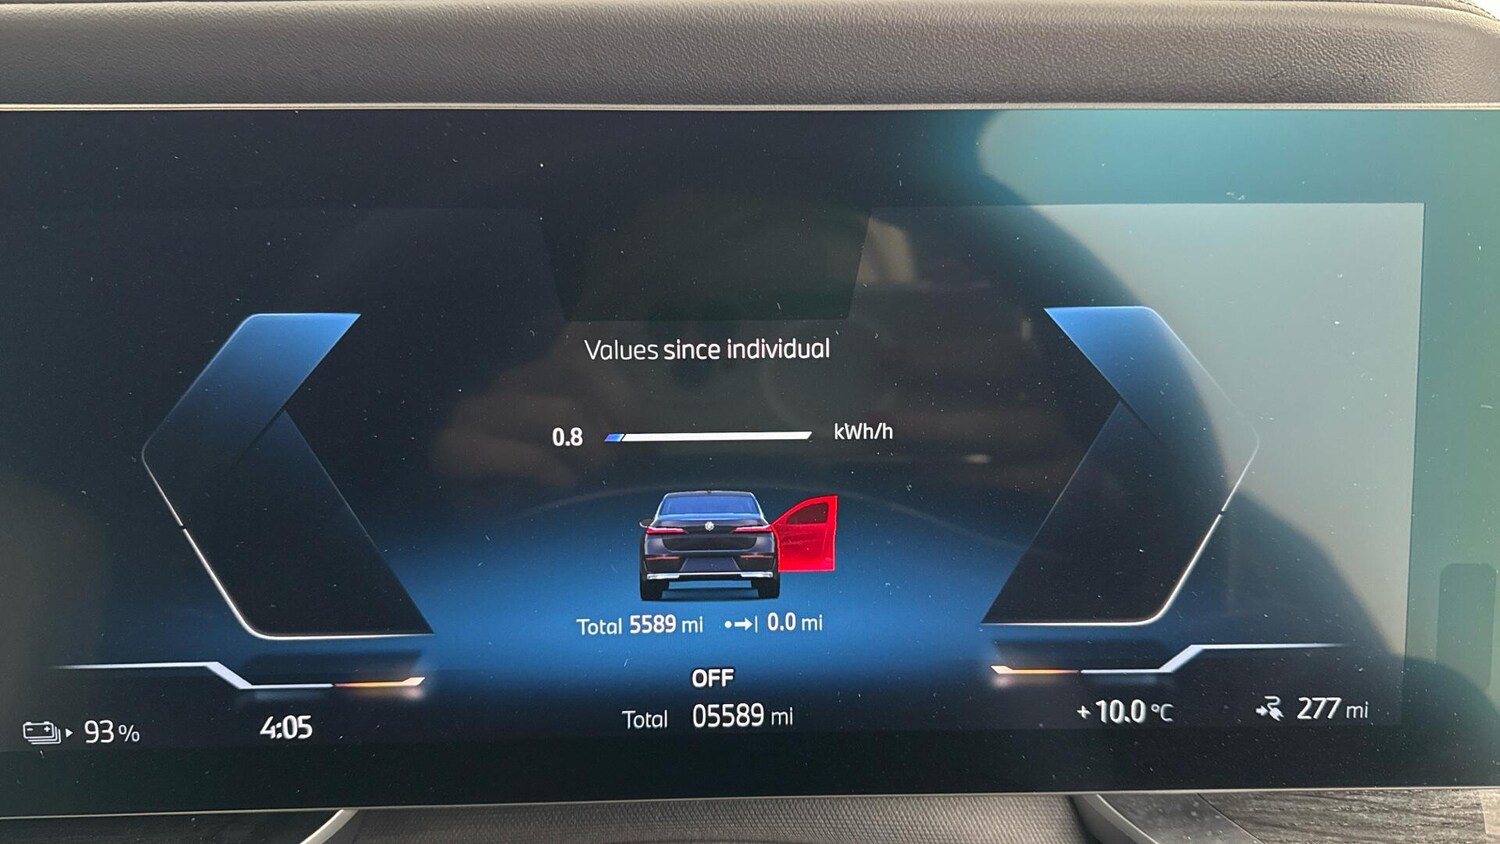 Values since individual
0.8 kWh/h
Total 5589 mi 0.0 mi
OFF
Total 05589 mi
93% 4:05 +10.0 °C 277 mi